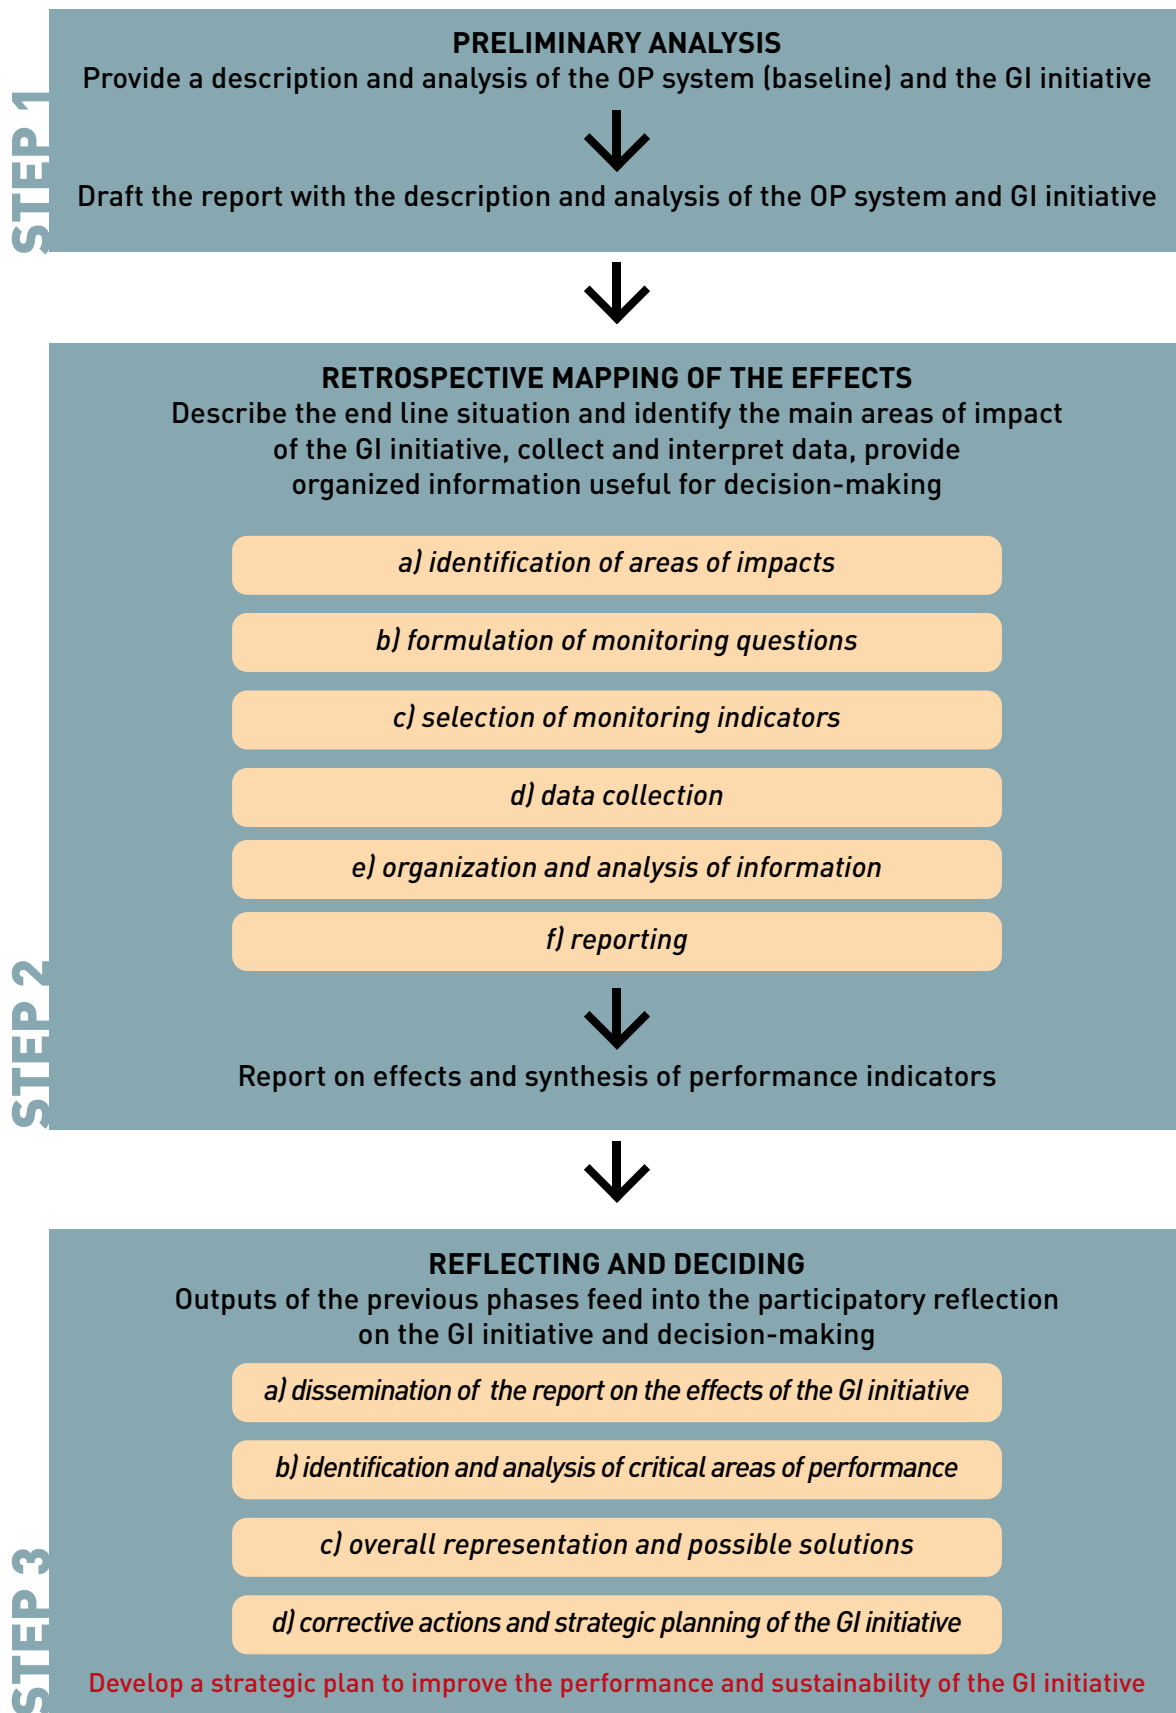 STEP 1
PRELIMINARY ANALYSIS
Provide a description and analysis of the OP system (baseline) and the GI initiative
Draft the report with the description and analysis of the OP system and GI initiative
STEP 2
RETROSPECTIVE MAPPING OF THE EFFECTS
Describe the end line situation and identify the main areas of impact
of the GI initiative, collect and interpret data, provide
organized information useful for decision-making
a) identification of areas of impacts
b) formulation of monitoring questions
c) selection of monitoring indicators
d) data collection
e) organization and analysis of information
f) reporting
Report on effects and synthesis of performance indicators
STEP 3
REFLECTING AND DECIDING
Outputs of the previous phases feed into the participatory reflection
on the GI initiative and decision-making
a) dissemination of the report on the effects of the GI initiative
b) identification and analysis of critical areas of performance
c) overall representation and possible solutions
d) corrective actions and strategic planning of the GI initiative
Develop a strategic plan to improve the performance and sustainability of the GI initiative